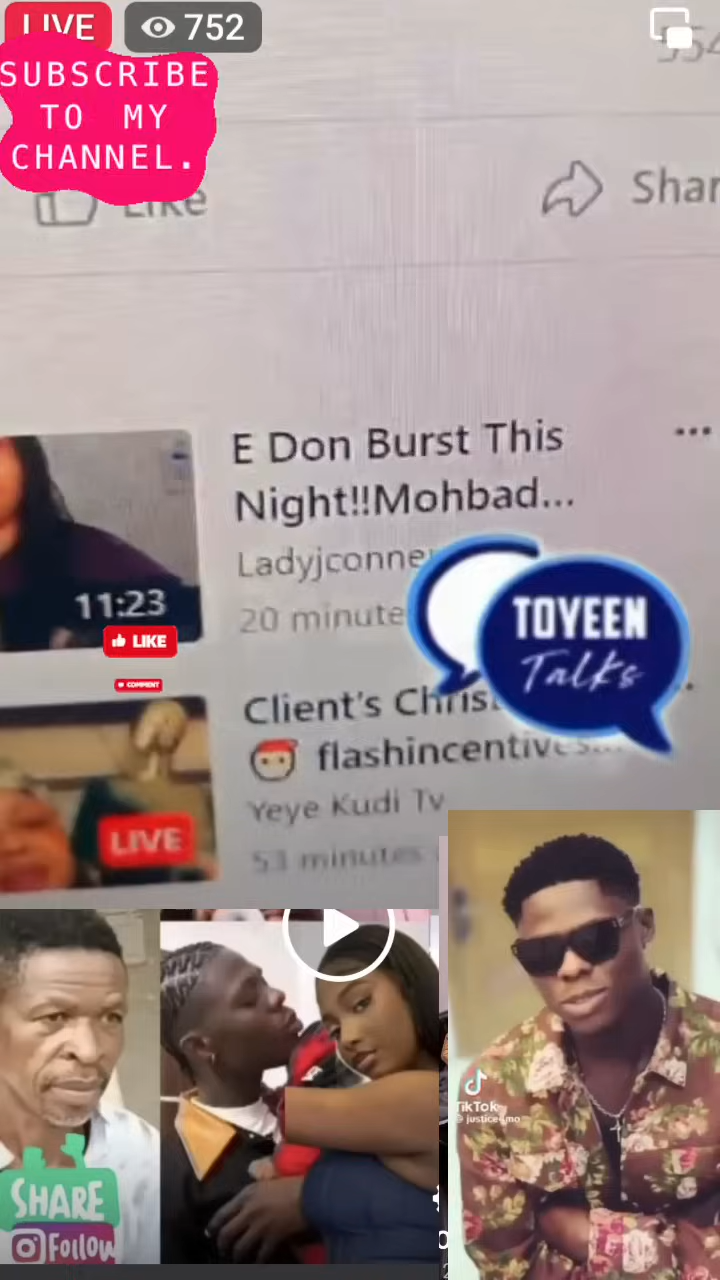 LIVE
752
SUBSCRIBE
TO MY
CHANNEL.
Like
Shar
E Don Burst This
Night!!Mohbad...
Ladyjconne
20 minute
11:23
LIKE
COMMENT
TOYEEN
Talks
Client's Chris
flashincentives...
Yeye Kudi Tv
53 minutes
LIVE
TikTok
SHARE
Follow